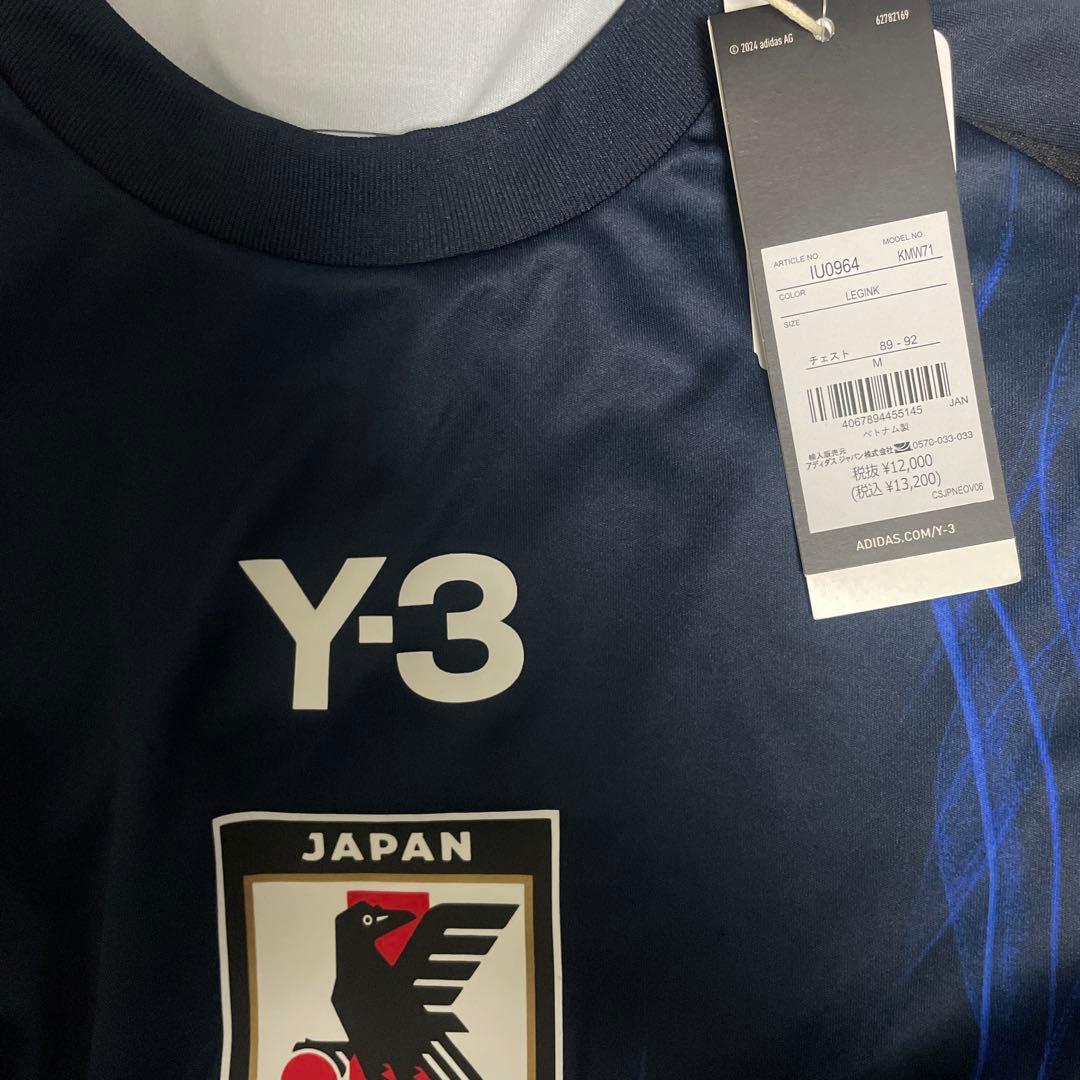 © 2024 adidas AG
62782169
ARTICLE NO. IU0964
MODEL NO. KMW71
COLOR LEGINK
SIZE
チェスト 89 - 92
M
4067894455145 JAN
ベトナム製
輸入販売元
アディダス ジャパン株式会社 0570-033-033
税抜 ¥12,000
(税込 ¥13,200)
CSJPNEOV06
ADIDAS.COM/Y-3
Y-3
JAPAN